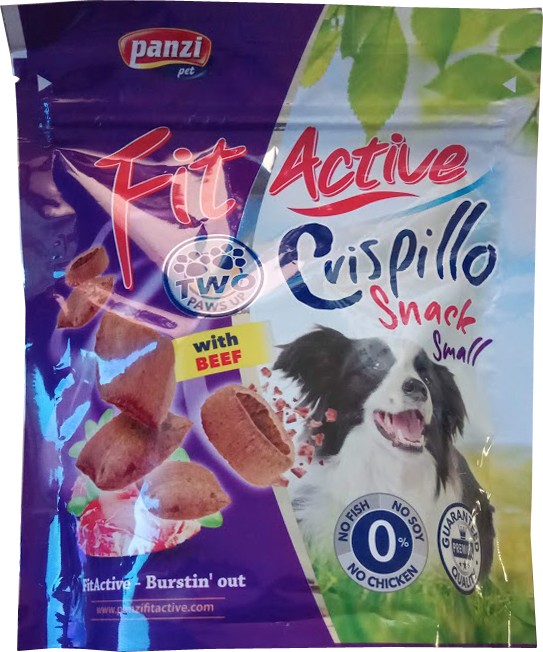 panzi
pet
Fit Active
Crispillo
Snack
Small
TWO
PAWS UP
with
BEEF
NO FISH
NO SOY
0%
NO CHICKEN
GUARANTEED
PREMIUM
QUALITY
FitActive - Burstin' out
www.panzifitactive.com